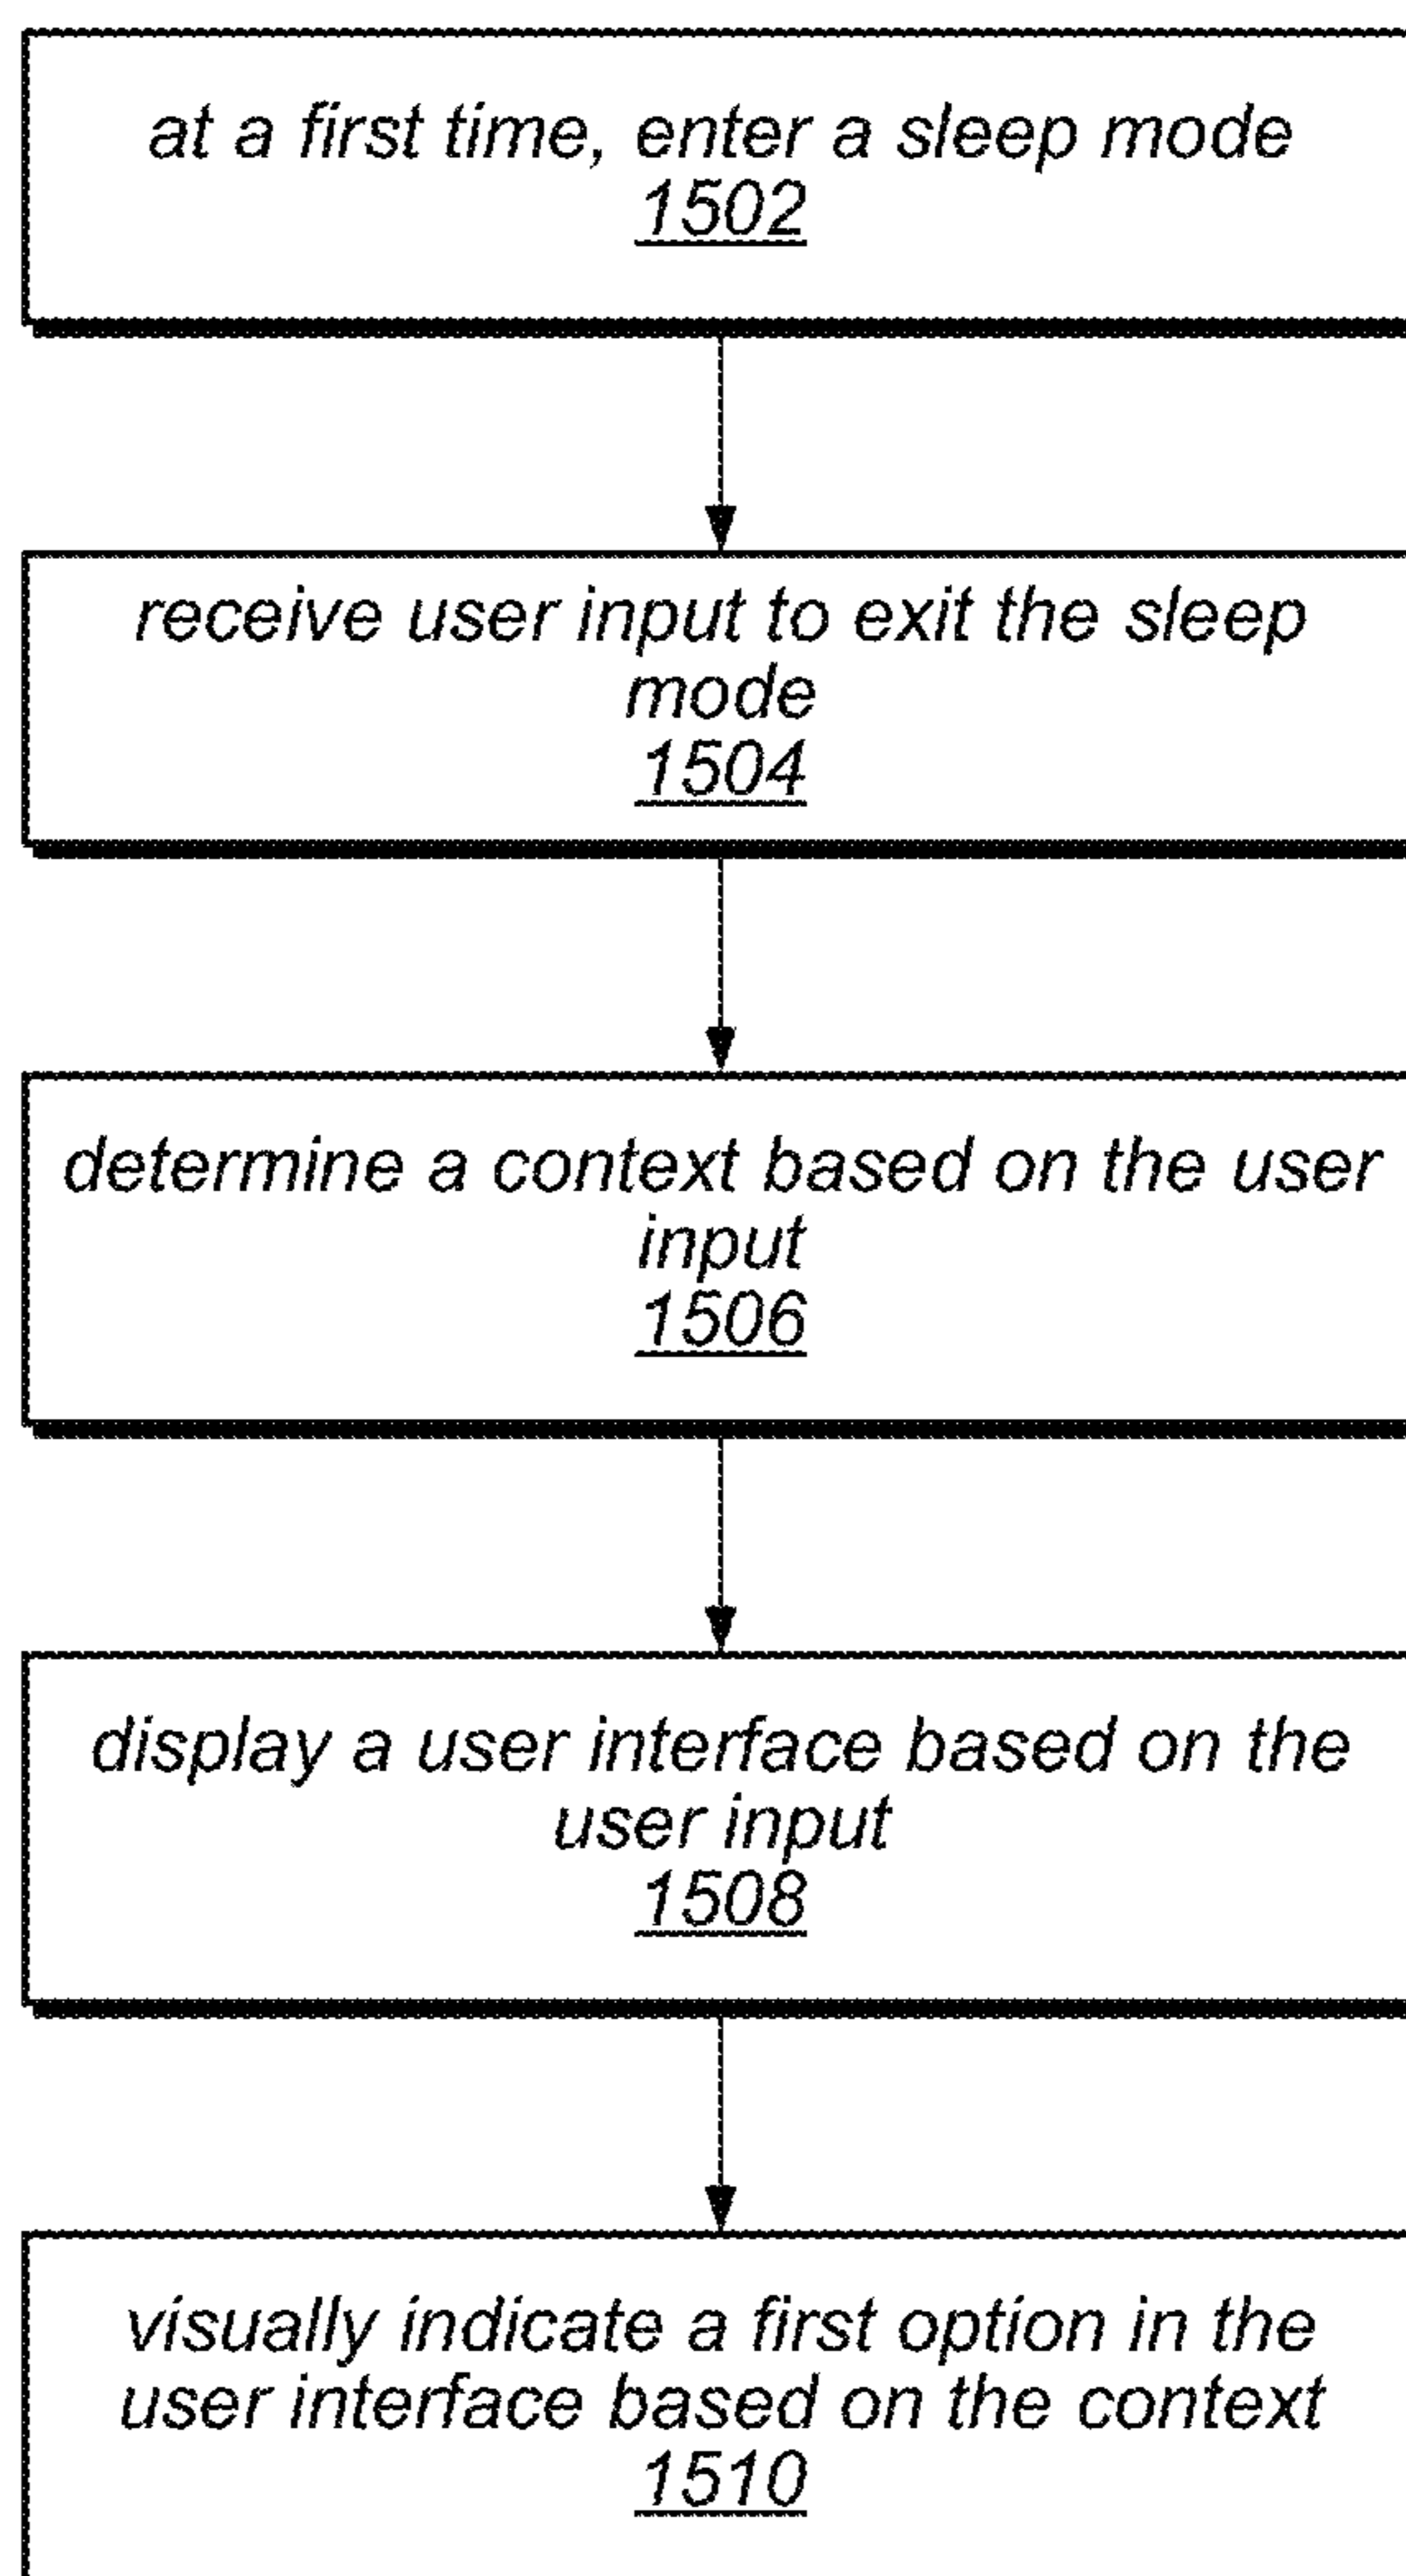 at a first time, enter a sleep mode
1502
receive user input to exit the sleep
mode
1504
determine a context based on the user
input
1506
display a user interface based on the
user input
1508
visually indicate a first option in the
user interface based on the context
1510